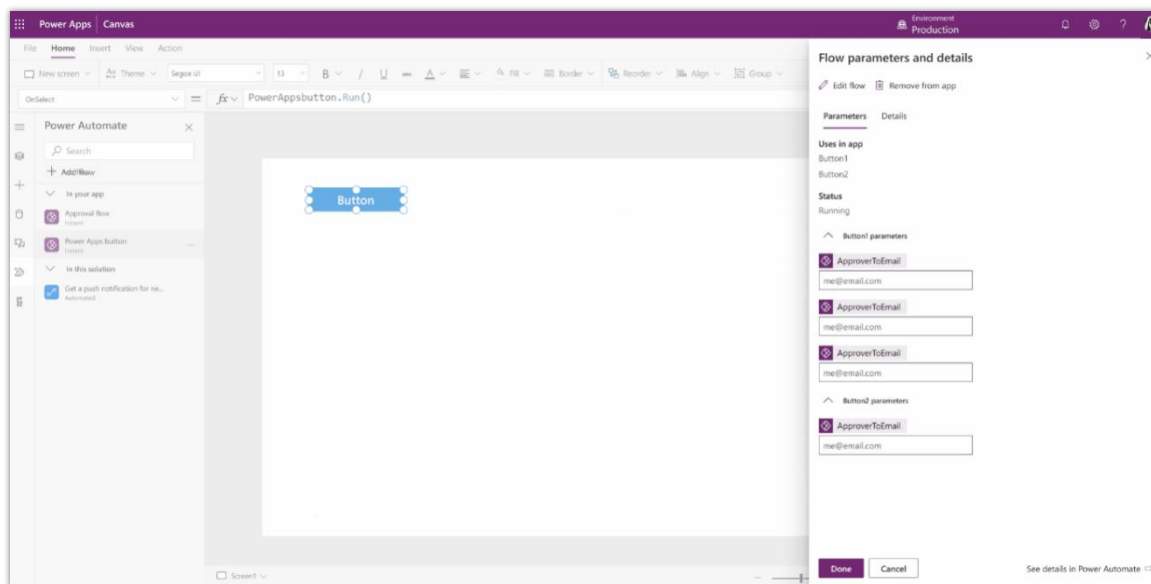 Power Apps | Canvas
Environment
Production
?
File Home Insert View Action
New screen Theme Segoe UI 13 B / U A Fill Border Reorder Align Group
OnSelect = fx PowerAppsbutton.Run()
Power Automate
Search
In your app
Approval flow
Instant
Power Apps button
Instant
...
In this solution
Get a push notification for ne...
Automated
Button
Screen1
Flow parameters and details
Edit flow Remove from app
Parameters Details
Uses in app
Button1
Button2
Status
Running
Button1 parameters
ApproverToEmail
me@email.com
ApproverToEmail
me@email.com
ApproverToEmail
me@email.com
Button2 parameters
ApproverToEmail
me@email.com
Done Cancel See details in Power Automate